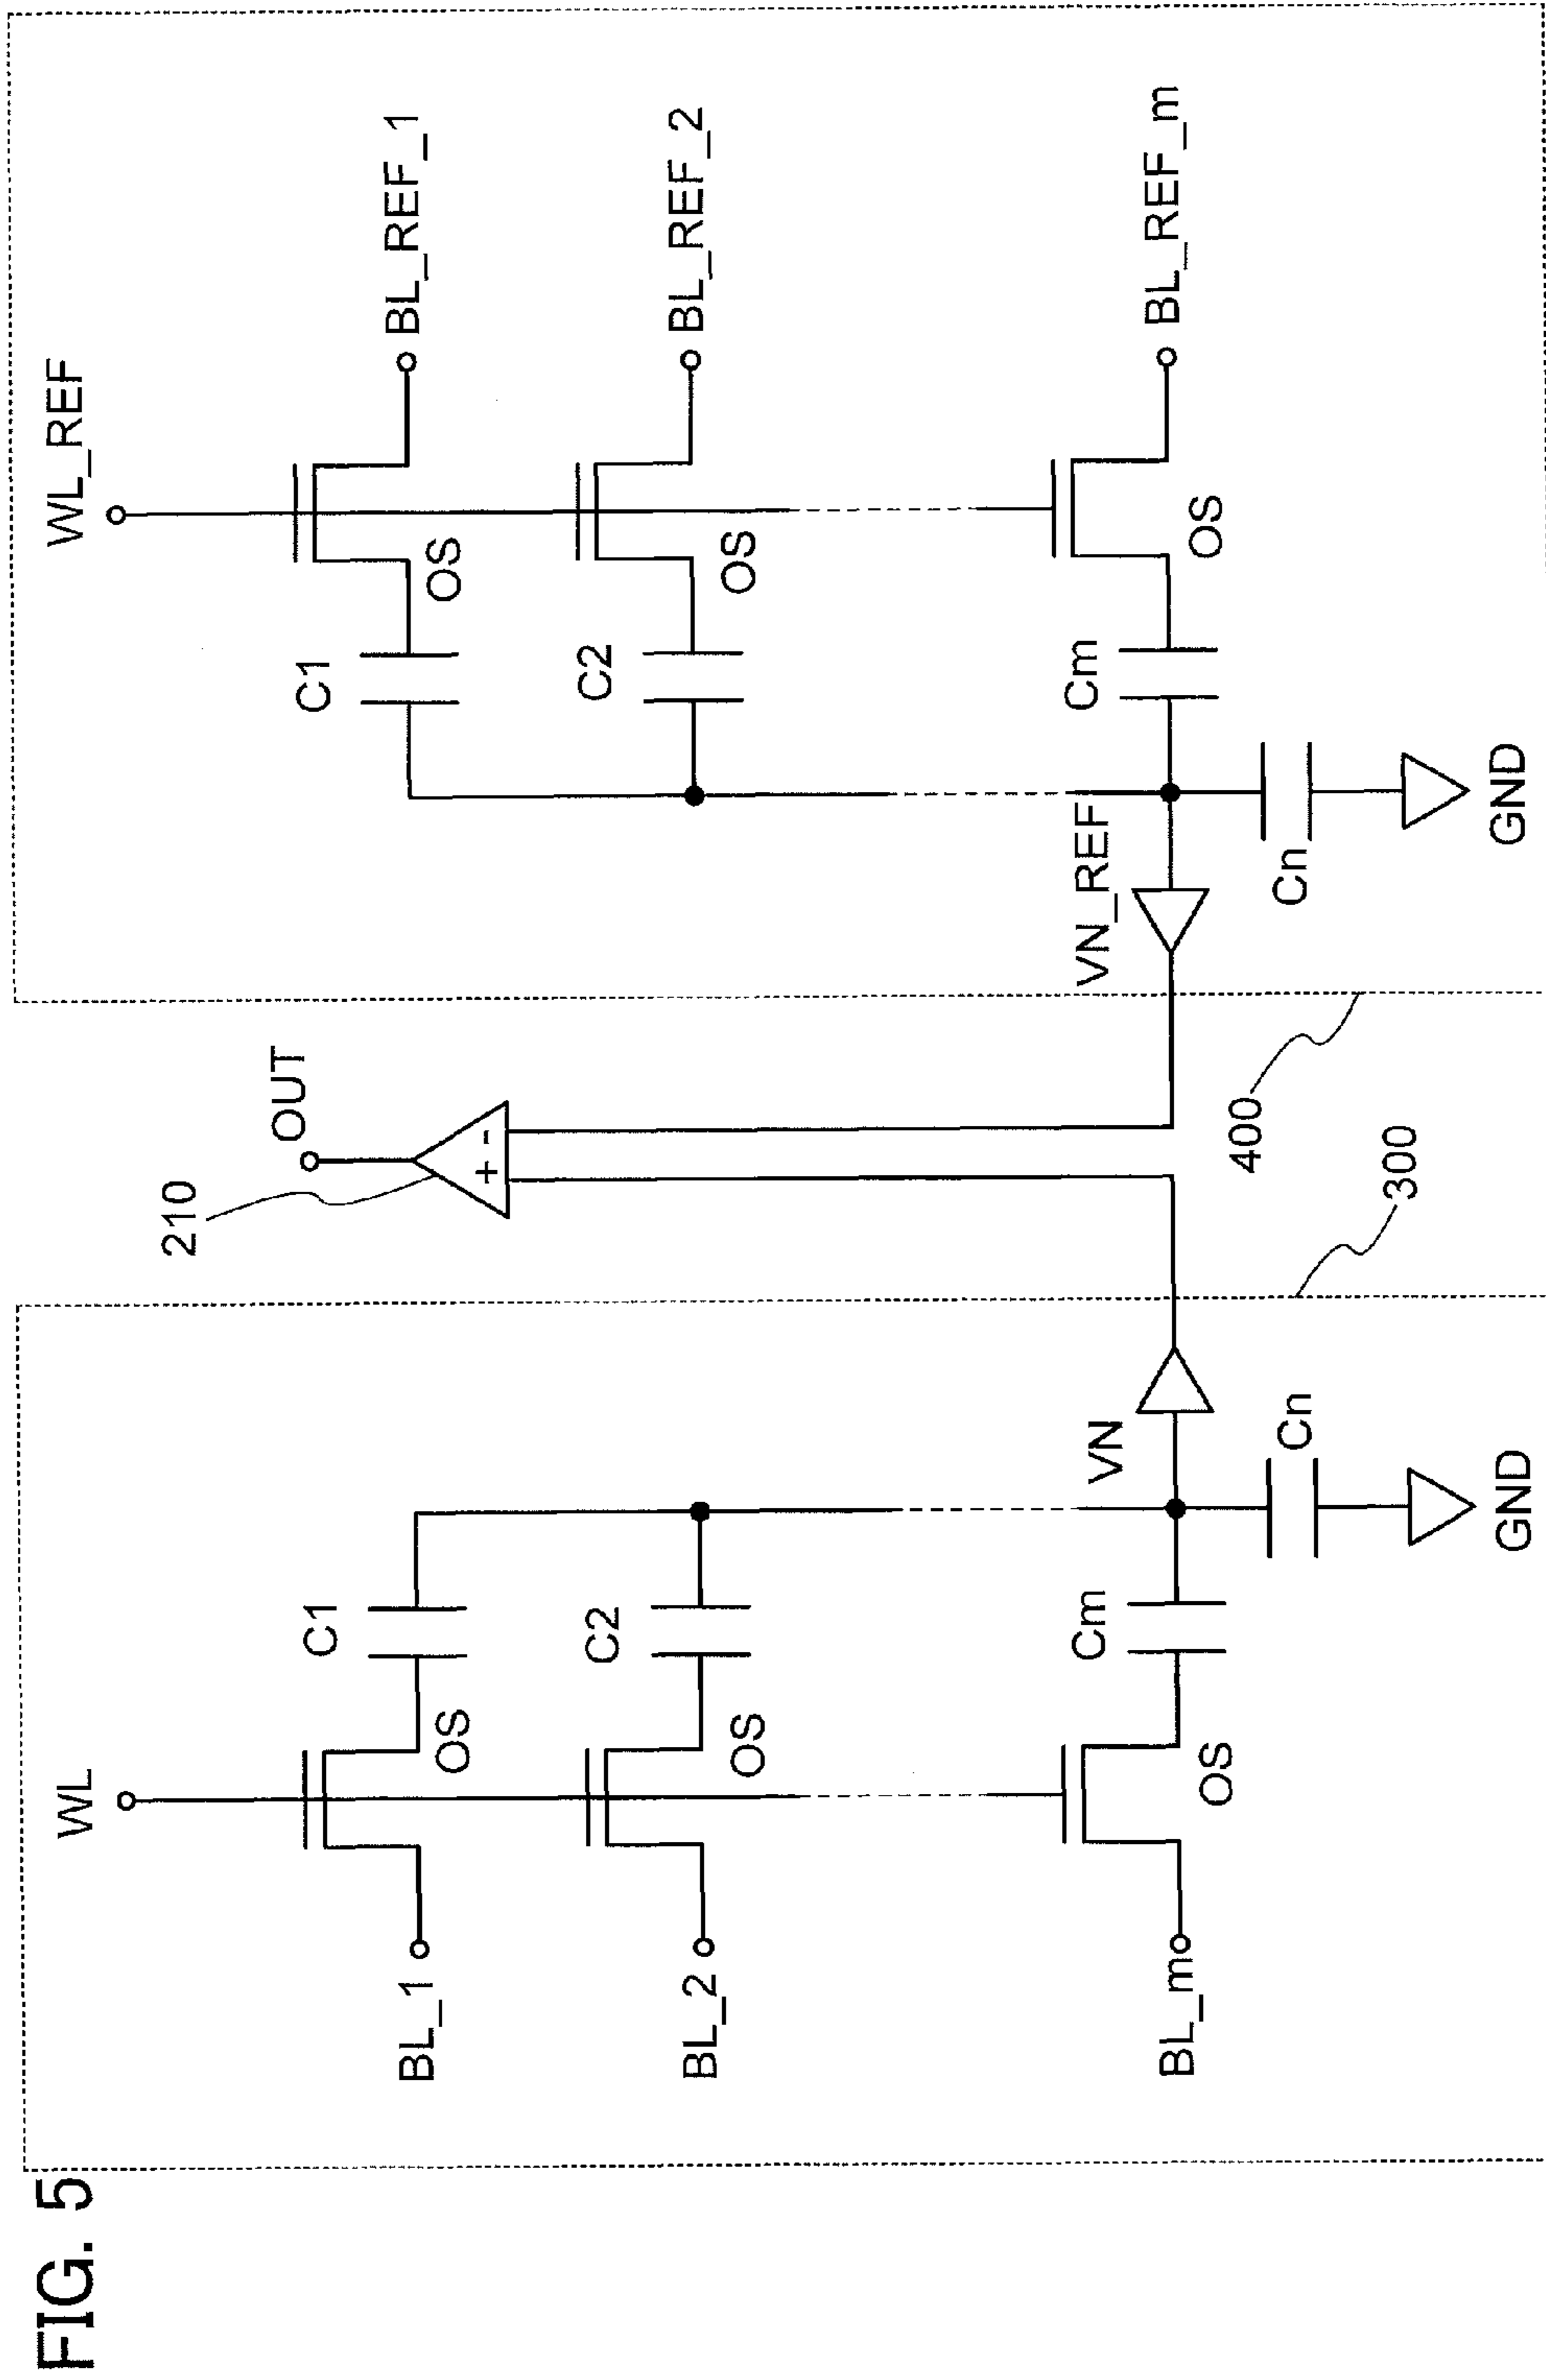 FIG. 5
WL
BL_1
OS
C1
BL_2
OS
C2
BL_m
OS
Cm
VN
Cn
GND
300
210
OUT
+ -
400
WL_REF
C1
OS
BL_REF_1
C2
OS
BL_REF_2
VN_REF
Cm
OS
BL_REF_m
Cn
GND